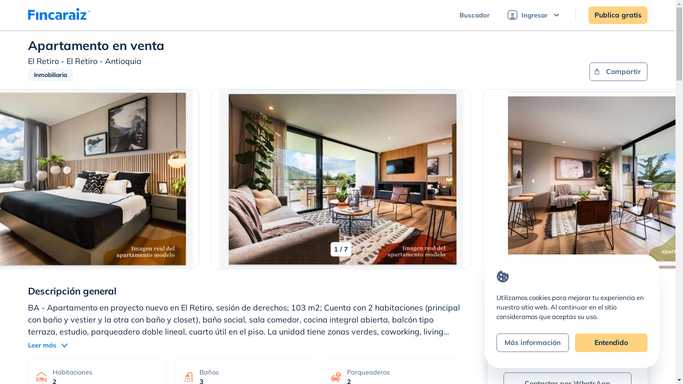 Fincaraiz
Buscador
Ingresar
Publica gratis
Apartamento en venta
El Retiro - El Retiro - Antioquia
Inmobiliaria
Compartir
Imagen real del
apartamento modelo
1 / 7
Imagen real del
apartamento modelo
Descripción general
BA - Apartamento en proyecto nuevo en El Retiro, sesión de derechos; 103 m2; Cuenta con 2 habitaciones (principal
con baño y vestier y la otra con baño y closet), baño social, sala comedor, cocina integral abierta, balcón tipo
terraza, estudio, parqueadero doble lineal, cuarto útil en el piso. La unidad tiene zonas verdes, coworking, living...
Leer más
Habitaciones
2
Baños
3
Parqueaderos
2
Utilizamos cookies para mejorar tu experiencia en
nuestro sitio web. Al continuar en el sitio
consideramos que aceptas su uso.
Más información
Entendido
Contactar por WhatsApp